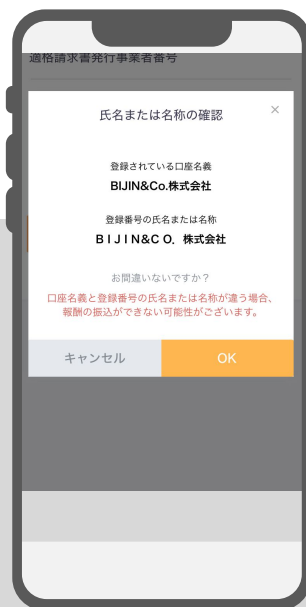 適格請求書発行事業者番号
氏名または名称の確認
×
登録されている口座名義
BIJIN&Co.株式会社
登録番号の氏名または名称
ＢＩＪＩＮ＆ＣＯ．株式会社
お間違いないですか？
口座名義と登録番号の氏名または名称が違う場合、
報酬の振込ができない可能性がございます。
キャンセル
OK